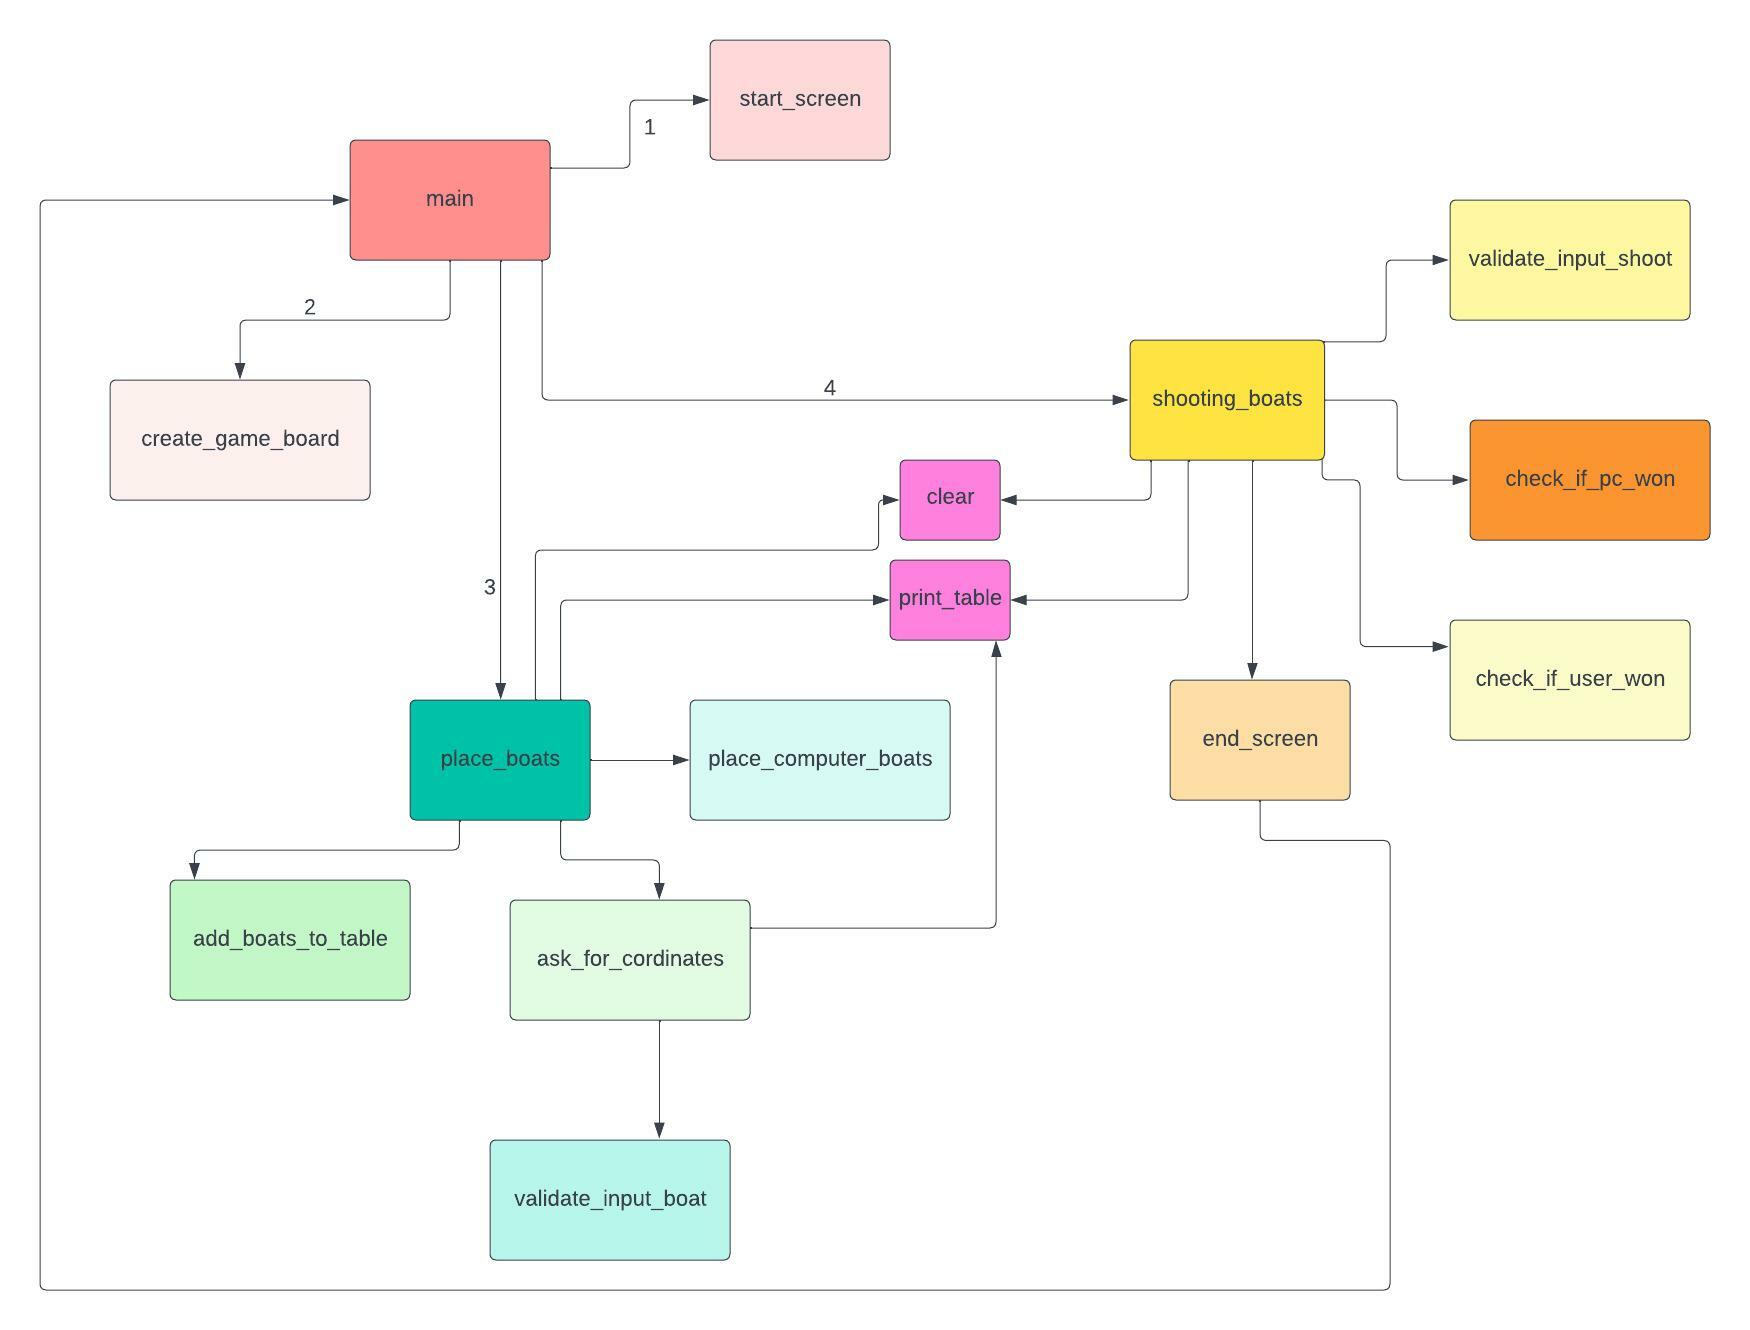 start_screen
1
main
validate_input_shoot
2
4
shooting_boats
create_game_board
check_if_pc_won
clear
3
print_table
check_if_user_won
end_screen
place_boats
place_computer_boats
add_boats_to_table
ask_for_cordinates
validate_input_boat